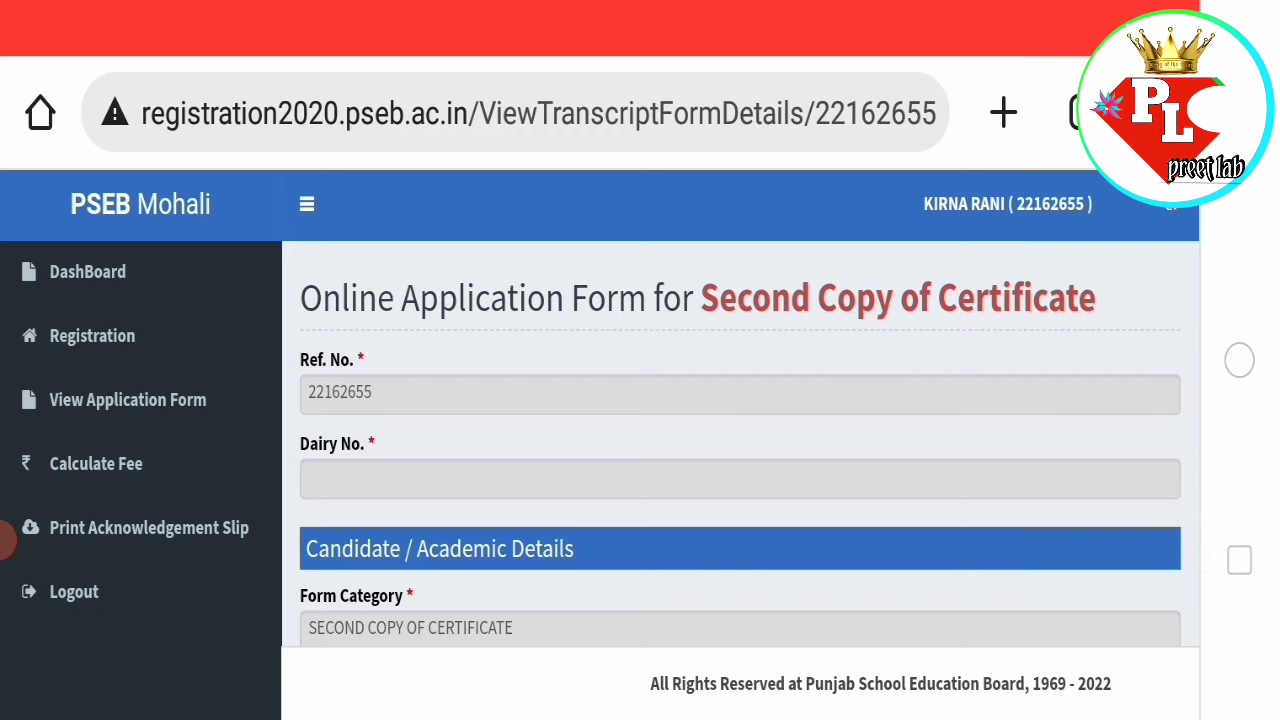 registration2020.pseb.ac.in/ViewTranscriptFormDetails/22162655
PLC
preet lab
PSEB Mohali
KIRNA RANI ( 22162655 )
DashBoard
Registration
View Application Form
₹ Calculate Fee
Print Acknowledgement Slip
Logout
Online Application Form for Second Copy of Certificate
Ref. No. *
22162655
Dairy No. *
Candidate / Academic Details
Form Category *
SECOND COPY OF CERTIFICATE
All Rights Reserved at Punjab School Education Board, 1969 - 2022